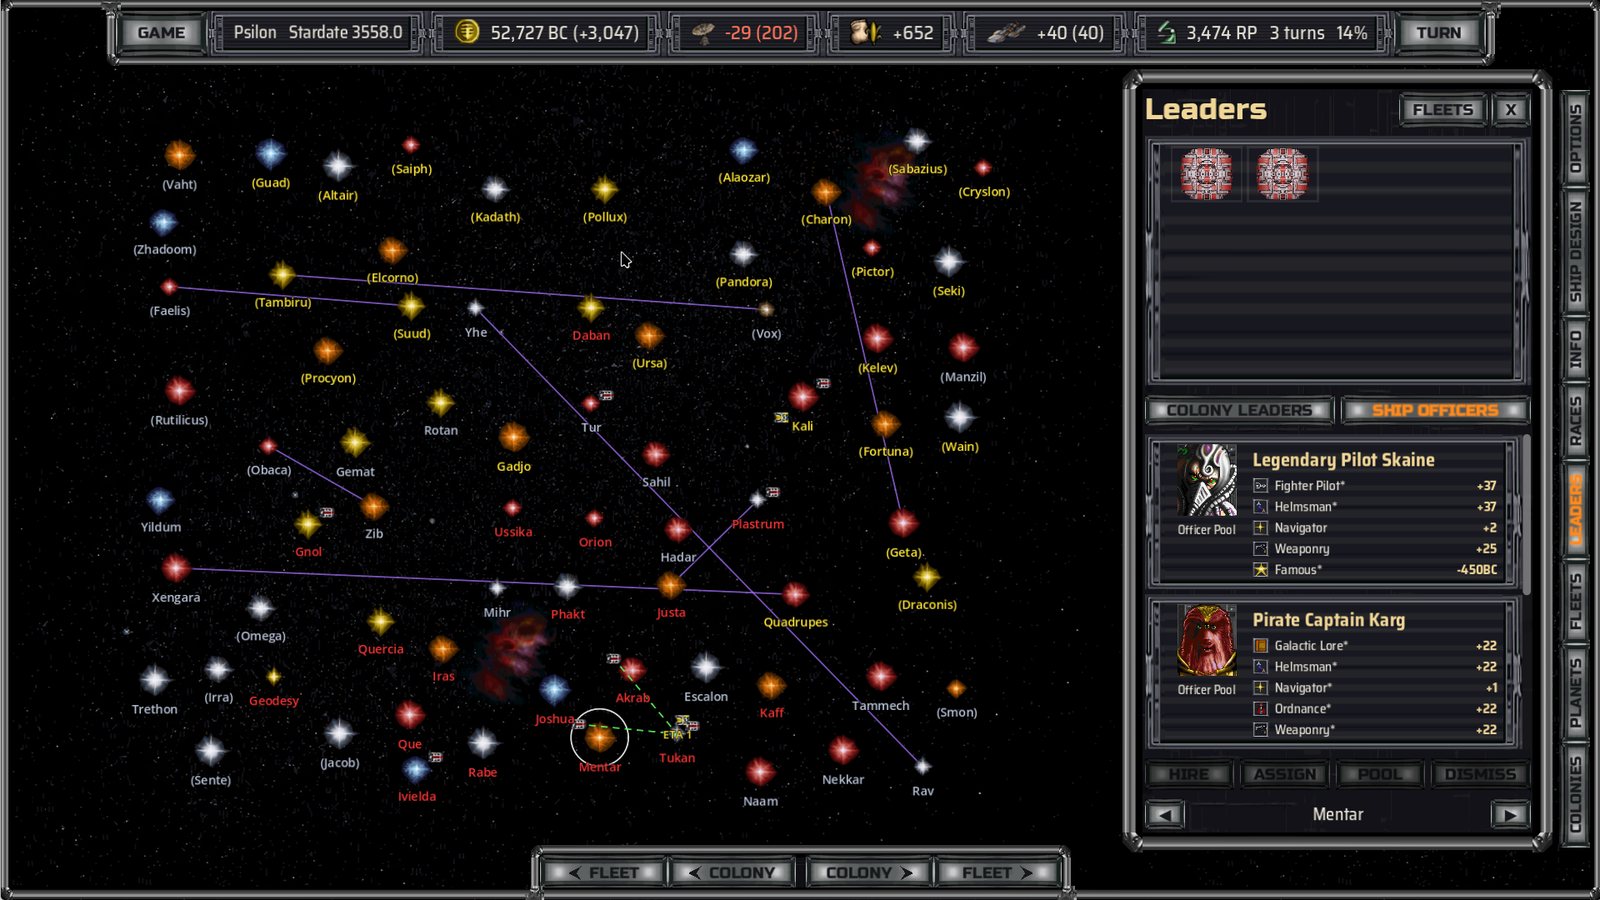 GAME
Psilon Stardate 3558.0
52,727 BC (+3,047)
-29 (202)
+652
+40 (40)
3,474 RP 3 turns 14%
TURN
Leaders
FLEETS
X
COLONY LEADERS
SHIP OFFICERS
Legendary Pilot Skaine
Fighter Pilot* +37
Helmsman* +37
Navigator +2
Weaponry +25
Famous* -450BC
Officer Pool
Pirate Captain Karg
Galactic Lore* +22
Helmsman* +22
Navigator* +1
Ordnance* +22
Weaponry* +22
Officer Pool
HIRE
ASSIGN
POOL
DISMISS
Mentar
OPTIONS
SHIP DESIGN
INFO
RACES
LEADERS
FLEETS
PLANETS
COLONIES
(Vaht)
(Guad)
(Altair)
(Saiph)
(Kadath)
(Pollux)
(Alaozar)
(Sabazius)
(Cryslon)
(Charon)
(Zhadoom)
(Elcorno)
(Pandora)
(Pictor)
(Seki)
(Faelis)
(Tambiru)
(Suud)
Yhe
Daban
(Vox)
(Ursa)
(Procyon)
(Kelev)
(Manzil)
(Rutilicus)
Rotan
Tur
Kali
(Fortuna)
(Wain)
(Obaca)
Gemat
Gadjo
Sahil
Yildum
Gnol
Zib
Ussika
Orion
Plastrum
Hadar
(Geta)
Xengara
Mihr
Phakt
Justa
Quadrupes
(Draconis)
(Omega)
Quercia
Iras
Trethon
(Irra)
Geodesy
Joshua
Akrab
Escalon
Kaff
Tammech
(Smon)
Que
ETA 1
(Sente)
(Jacob)
Ivielda
Rabe
Mentar
Tukan
Naam
Nekkar
Rav
FLEET
COLONY
COLONY
FLEET